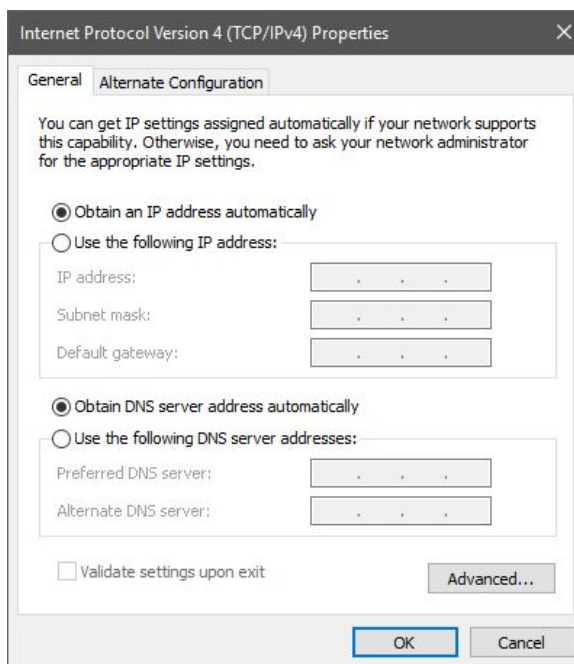 Internet Protocol Version 4 (TCP/IPv4) Properties
General Alternate Configuration
You can get IP settings assigned automatically if your network supports
this capability. Otherwise, you need to ask your network administrator
for the appropriate IP settings.
Obtain an IP address automatically
Use the following IP address:
IP address: . . .
Subnet mask: . . .
Default gateway: . . .
Obtain DNS server address automatically
Use the following DNS server addresses:
Preferred DNS server: . . .
Alternate DNS server: . . .
Validate settings upon exit
Advanced...
OK Cancel